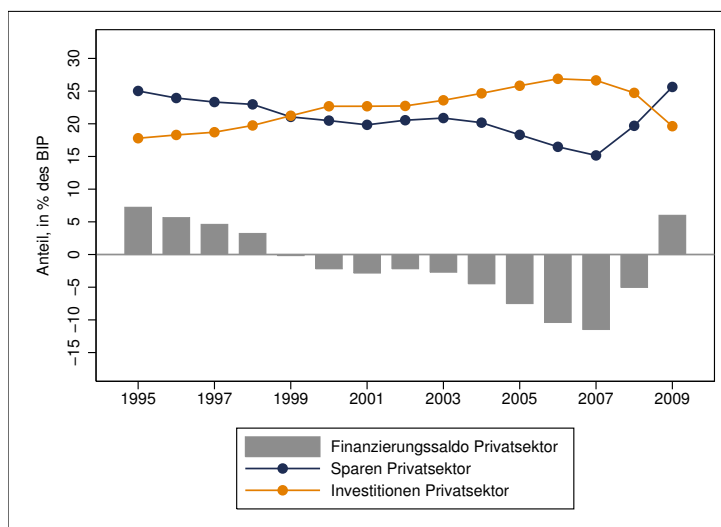 Anteil, in % des BIP
30
25
20
15
10
5
0
−5
−10
−15
1995 1997 1999 2001 2003 2005 2007 2009
Finanzierungssaldo Privatsektor
Sparen Privatsektor
Investitionen Privatsektor